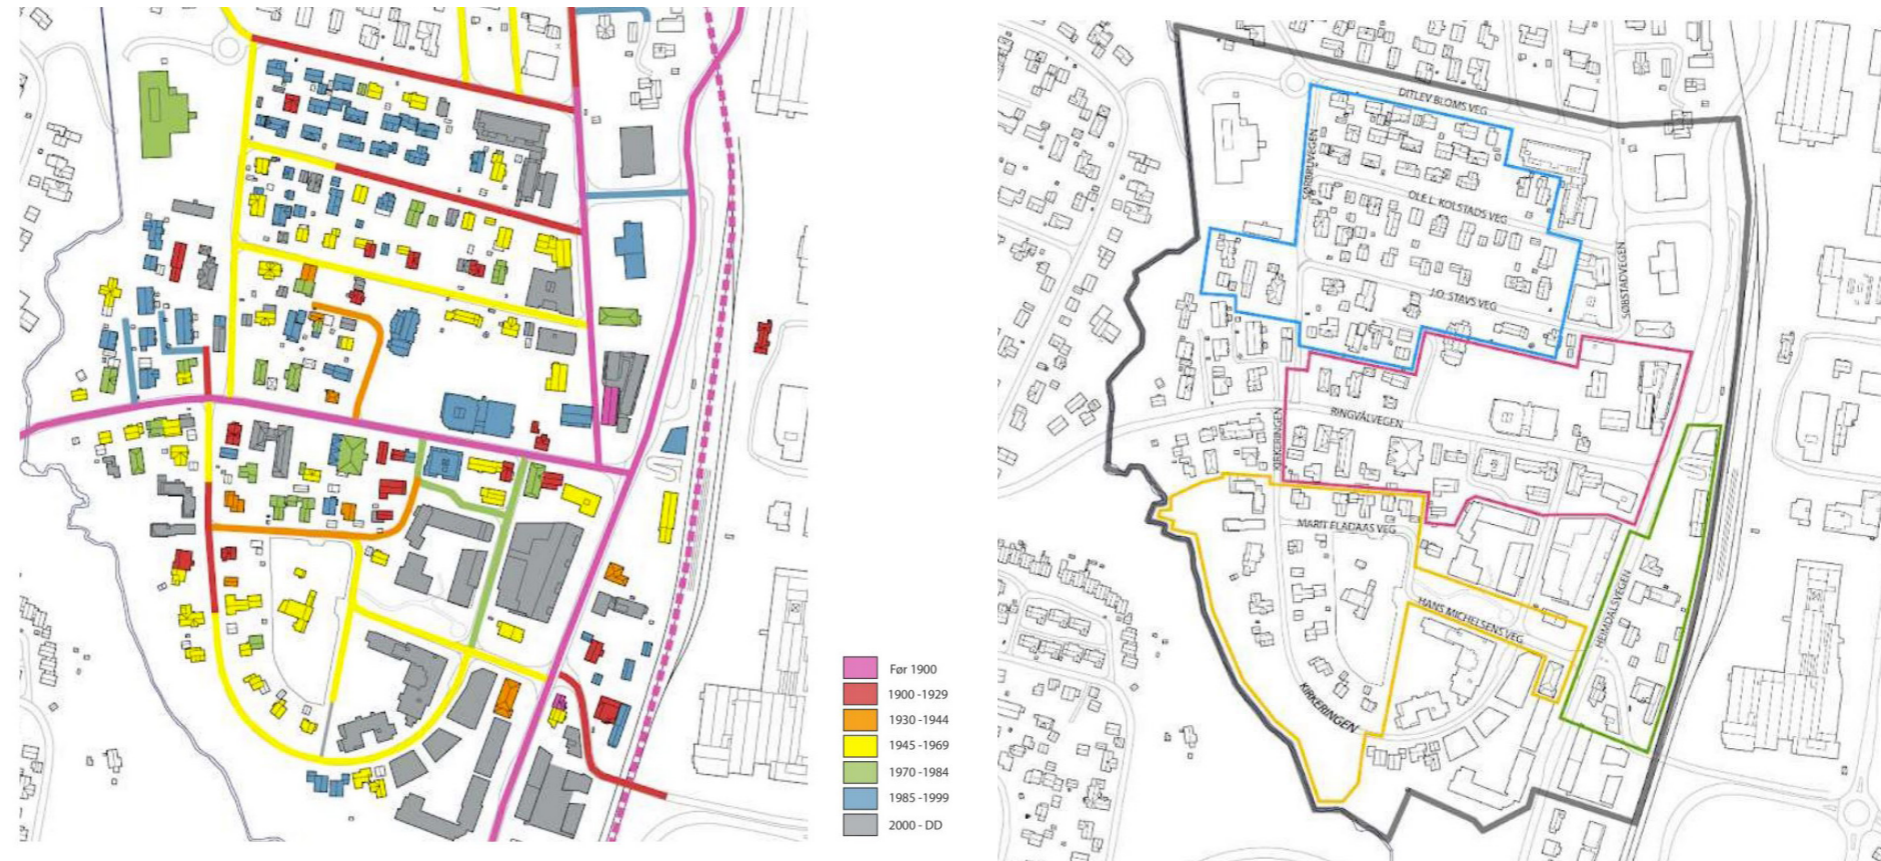 Før 1900
1900 -1929
1930 -1944
1945 -1969
1970 -1984
1985 -1999
2000 - DD
DITLEV BLOMS VEG
OLE L. KOLSTADS VEG
J.O. STAVS VEG
SØBSTADVEGEN
RINGVÅLVEGEN
KIRKERINGEN
MARIT ELADAAS VEG
HANS MICHELSENS VEG
HEIMDALSVEGEN
KIRKERINGEN